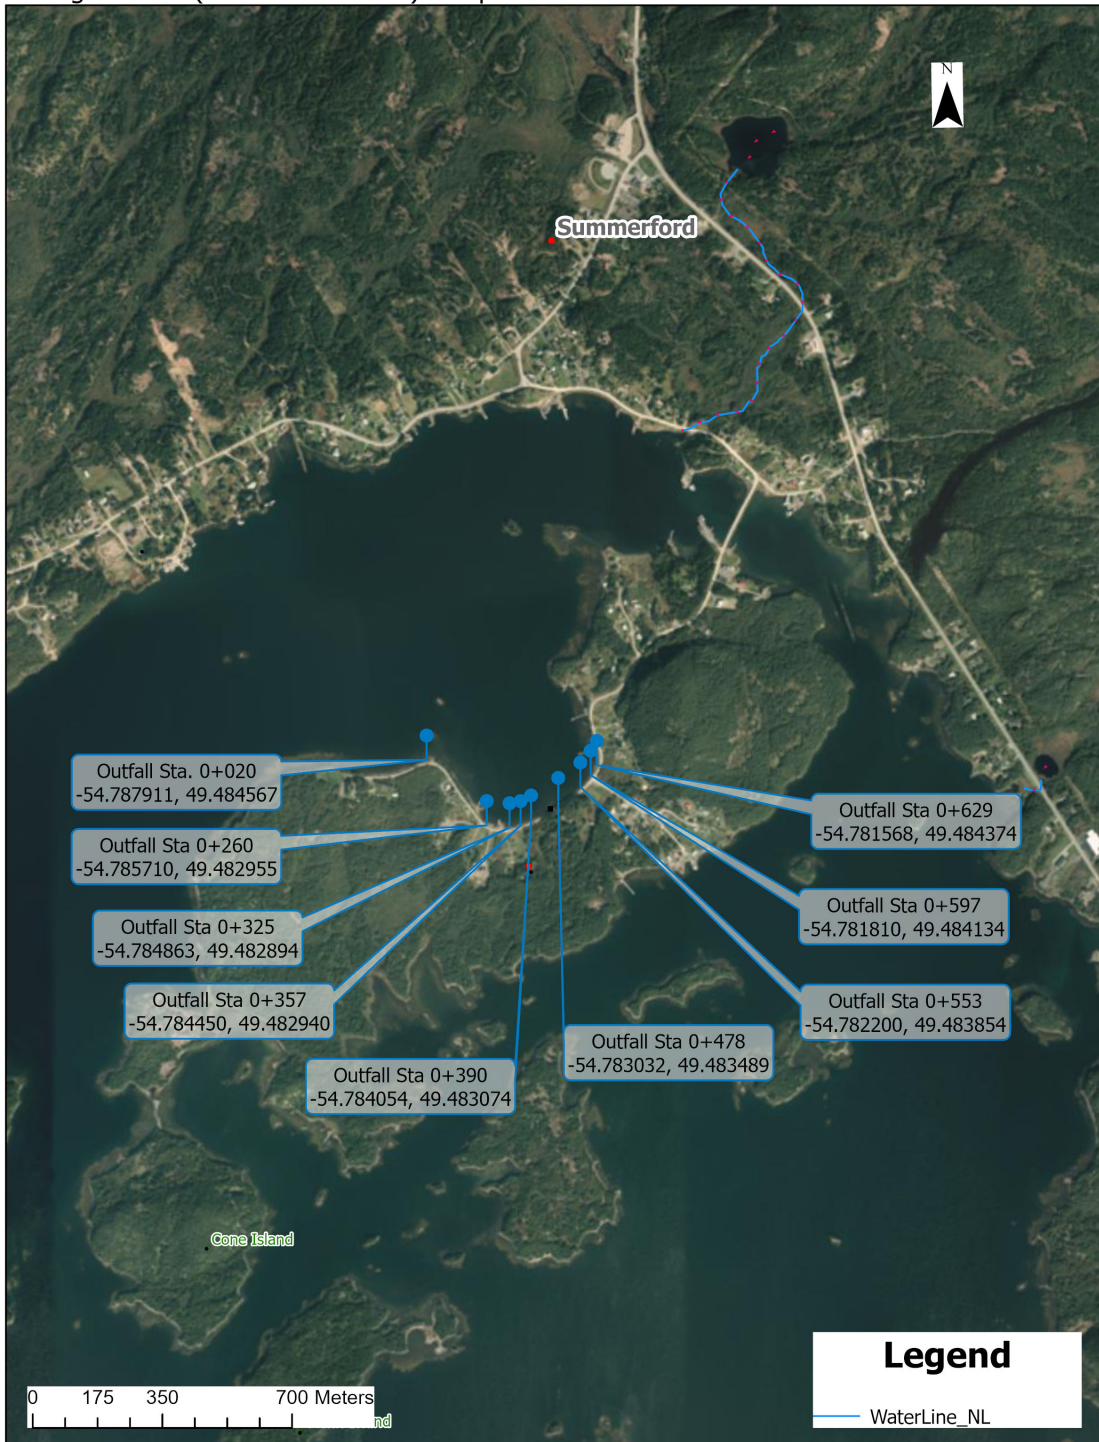 N
Summerford
Outfall Sta. 0+020
-54.787911, 49.484567
Outfall Sta 0+260
-54.785710, 49.482955
Outfall Sta 0+325
-54.784863, 49.482894
Outfall Sta 0+357
-54.784450, 49.482940
Outfall Sta 0+390
-54.784054, 49.483074
Outfall Sta 0+478
-54.783032, 49.483489
Outfall Sta 0+629
-54.781568, 49.484374
Outfall Sta 0+597
-54.781810, 49.484134
Outfall Sta 0+553
-54.782200, 49.483854
Cone Island
Legend
WaterLine_NL
0 175 350 700 Meters